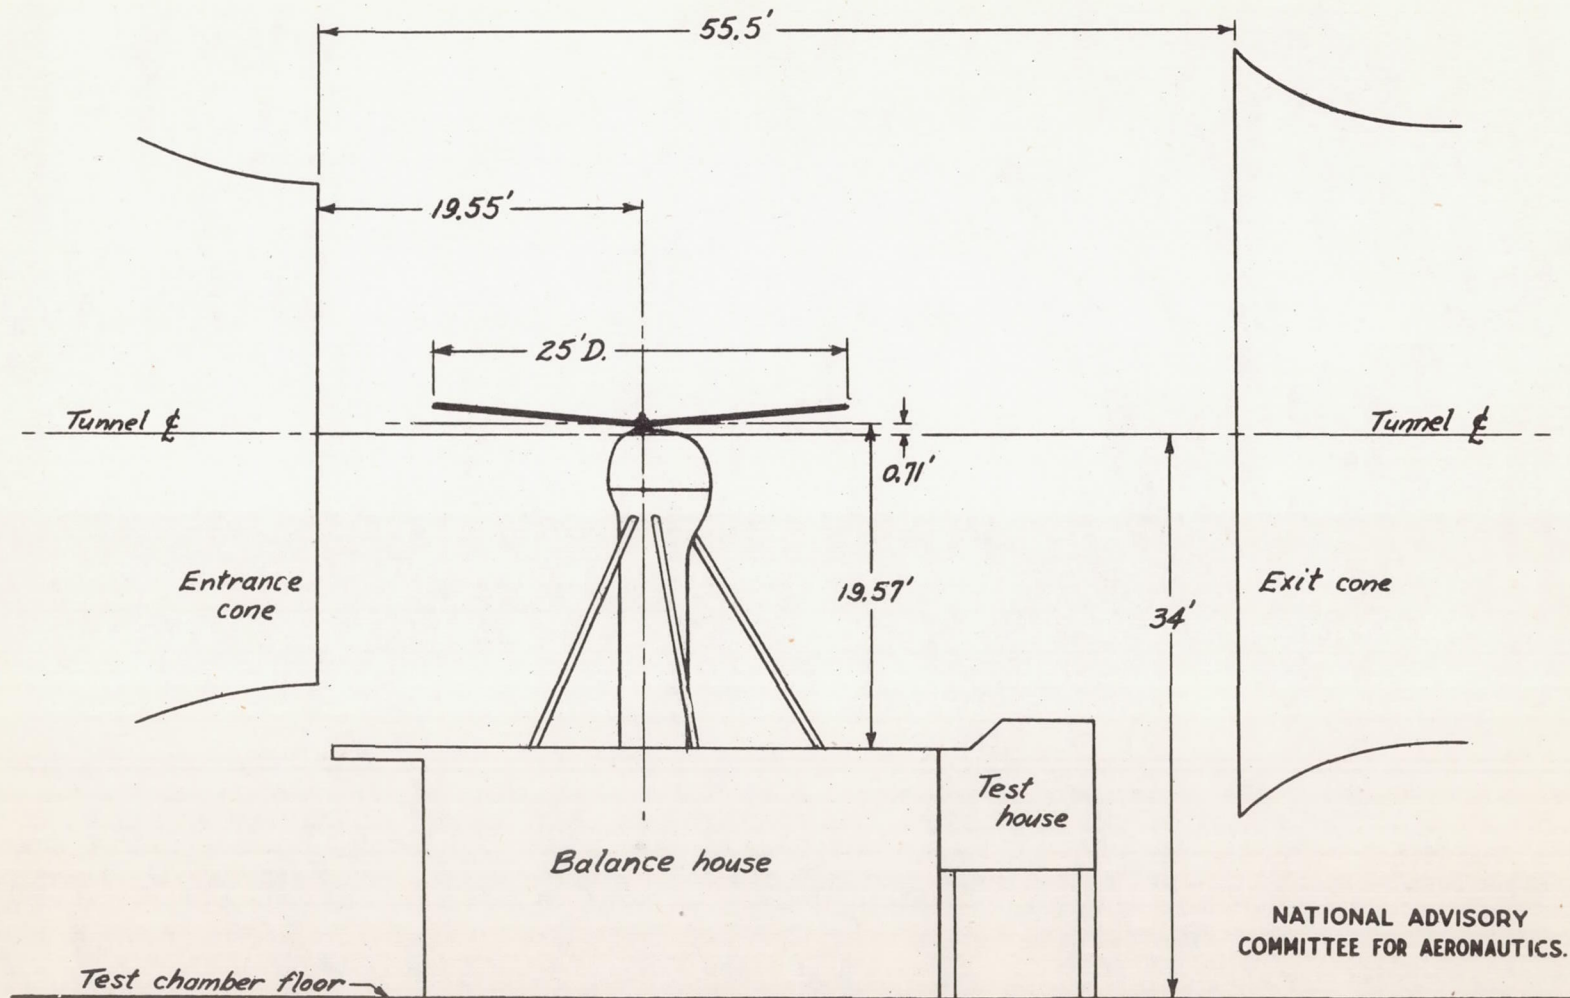 55.5'
19.55'
25'D.
Tunnel ℄
Tunnel ℄
0.71'
Entrance
cone
19.57'
Exit cone
34'
Test
house
Balance house
NATIONAL ADVISORY
COMMITTEE FOR AERONAUTICS.
Test chamber floor